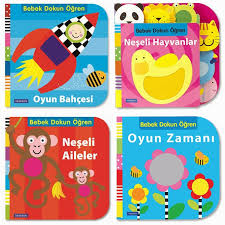 Bebek Dokun Öğren
Oyun Bahçesi
Bebek Dokun Öğren
Neşeli Hayvanlar
Bebek Dokun Öğren
Neşeli
Aileler
Bebek Dokun Öğren
Oyun Zamanı